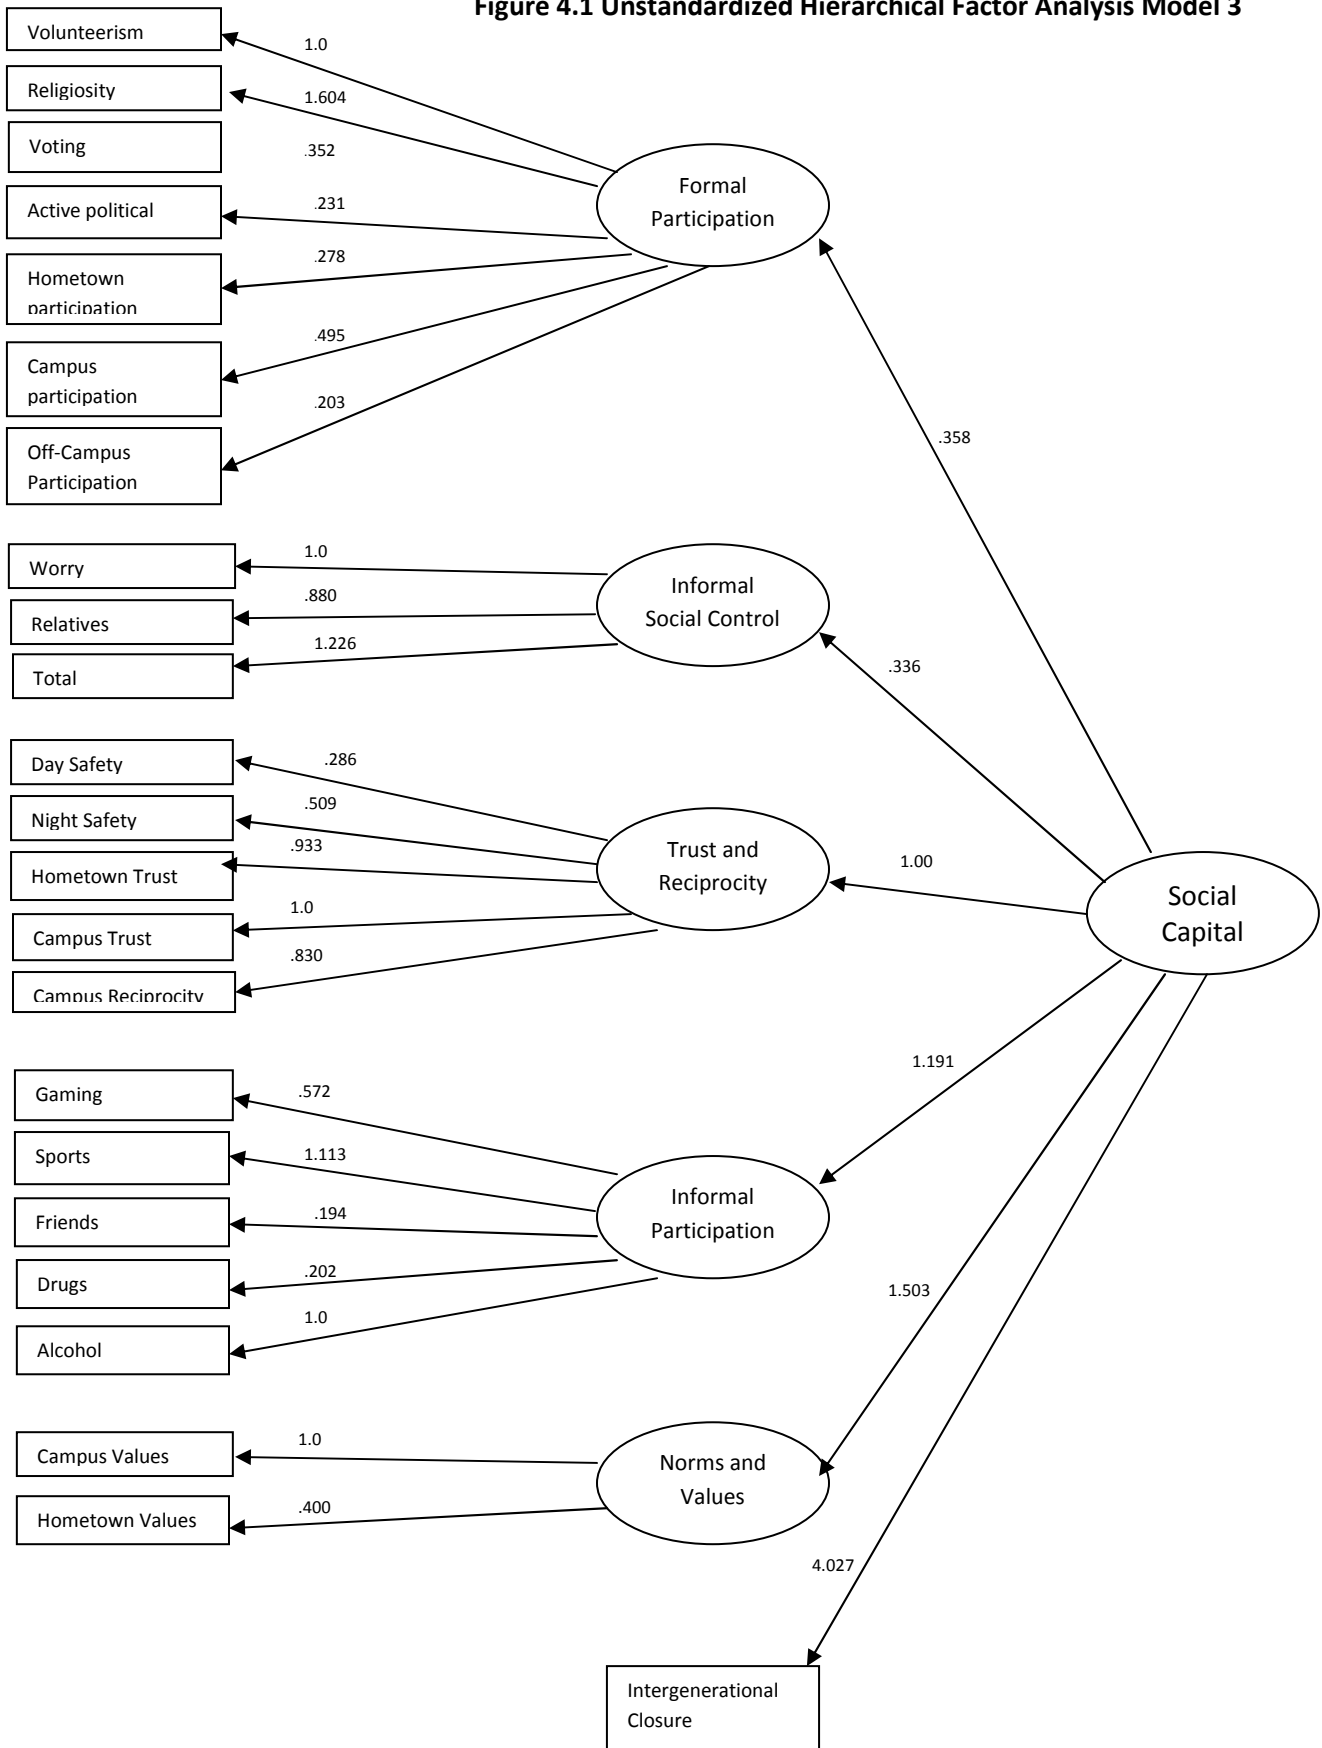 Figure 4.1 Unstandardized Hierarchical Factor Analysis Model 3
Volunteerism
1.0
Religiosity
1.604
Voting
.352
Active political
.231
Hometown
participation
.278
Campus
participation
.495
Off-Campus
Participation
.203
Formal
Participation
.358
Worry
1.0
Relatives
.880
Total
1.226
Informal
Social Control
.336
Day Safety
.286
Night Safety
.509
Hometown Trust
.933
Campus Trust
1.0
Campus Reciprocity
.830
Trust and
Reciprocity
1.00
Social
Capital
Gaming
.572
Sports
1.113
Friends
.194
Drugs
.202
Alcohol
1.0
Informal
Participation
1.191
Campus Values
1.0
Hometown Values
.400
Norms and
Values
1.503
4.027
Intergenerational
Closure